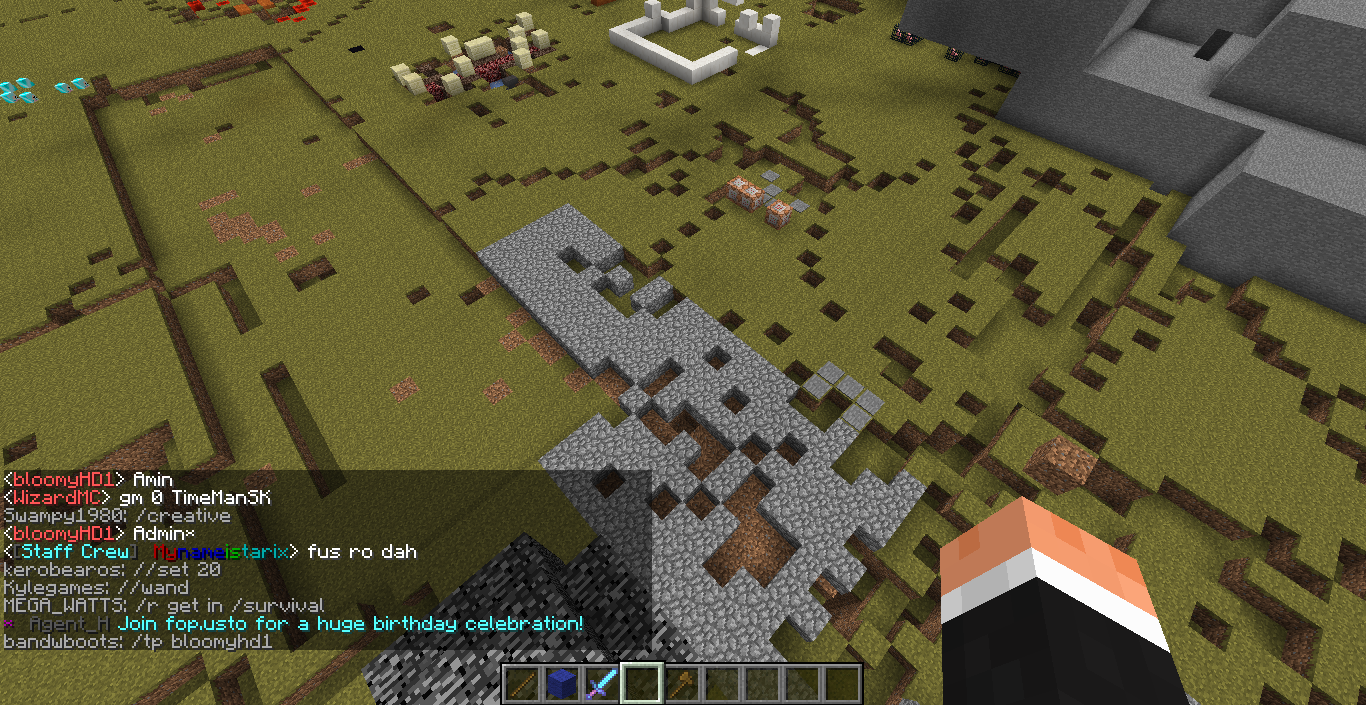 <bloomyHD1> Amin
<WizardMC> gm 0 TimeManSK
Swampy1980: /creative
<bloomyHD1> Admin*
<[Staff Crew] Mynameistarix> fus ro dah
kerobearos: //set 20
Kylegames: //wand
MEGA_WATTS: /r get in /survival
* Agent_H Join fop.us.to for a huge birthday celebration!
bandwboots: /tp bloomyhd1